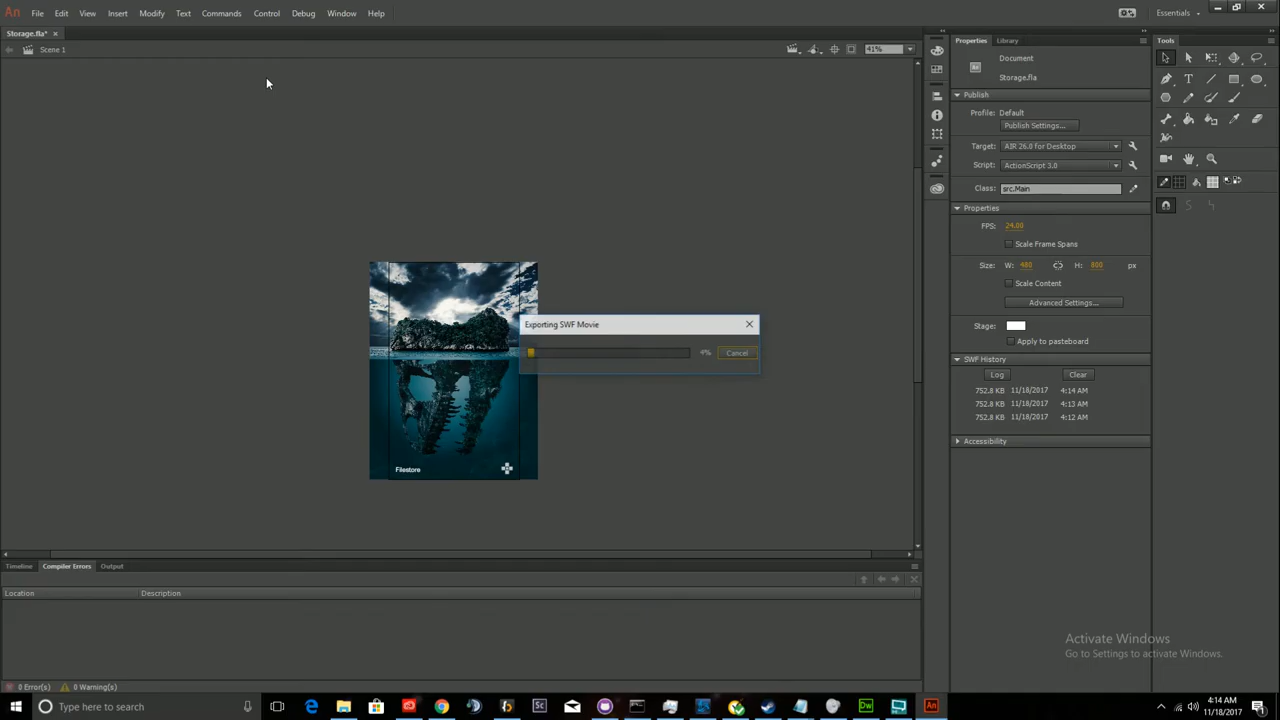 An File Edit View Insert Modify Text Commands Control Debug Window Help Essentials
Storage.fla* ×
Scene 1 41%
Properties Library Tools
Document
Storage.fla
Publish
Profile: Default
Publish Settings...
Target: AIR 26.0 for Desktop
Script: ActionScript 3.0
Class: src.Main
Properties
FPS: 24.00
Scale Frame Spans
Size: W: 480 H: 800 px
Scale Content
Advanced Settings...
Stage:
Apply to pasteboard
SWF History
Log Clear
752.8 KB 11/18/2017 4:14 AM
752.8 KB 11/18/2017 4:13 AM
752.8 KB 11/18/2017 4:12 AM
Accessibility
Exporting SWF Movie
4% Cancel
Filestore
Timeline Compiler Errors Output
Location Description
0 Error(s) 0 Warning(s)
Activate Windows
Go to Settings to activate Windows.
Type here to search
Sc Dw An
4:14 AM
11/18/2017